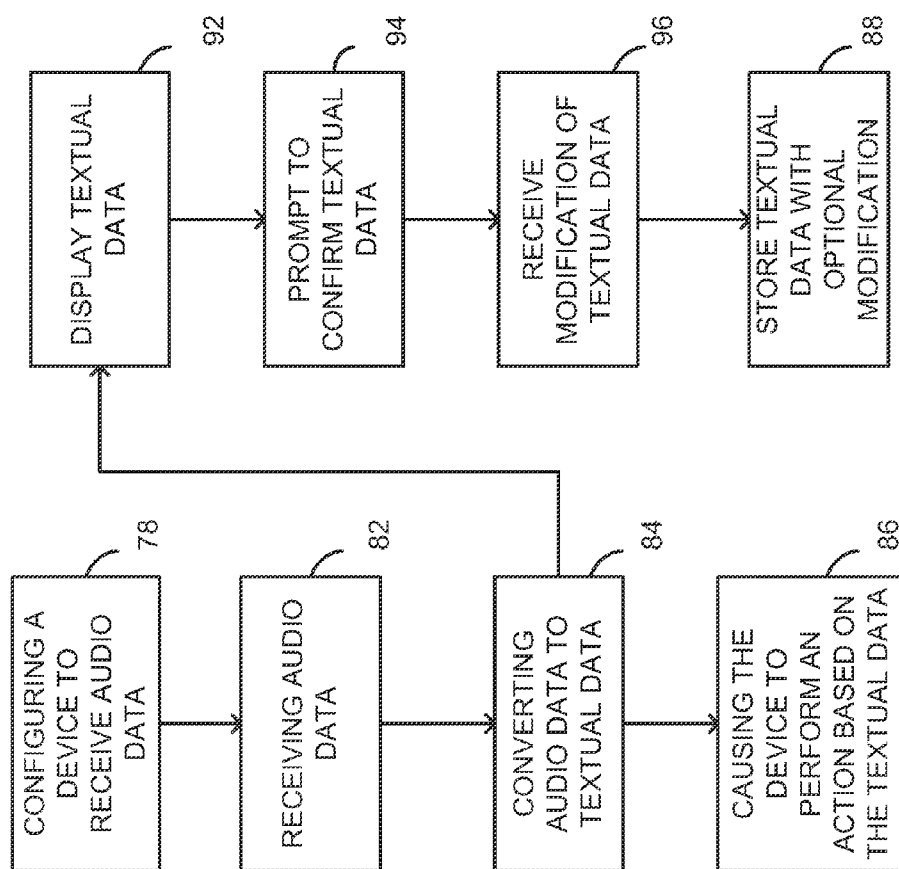 CONFIGURING A
DEVICE TO
RECEIVE AUDIO
DATA
78
RECEIVING AUDIO
DATA
82
CONVERTING
AUDIO DATA TO
TEXTUAL DATA
84
CAUSING THE
DEVICE TO
PERFORM AN
ACTION BASED ON
THE TEXTUAL DATA
86
DISPLAY TEXTUAL
DATA
92
PROMPT TO
CONFIRM TEXTUAL
DATA
94
RECEIVE
MODIFICATION OF
TEXTUAL DATA
96
STORE TEXTUAL
DATA WITH
OPTIONAL
MODIFICATION
88